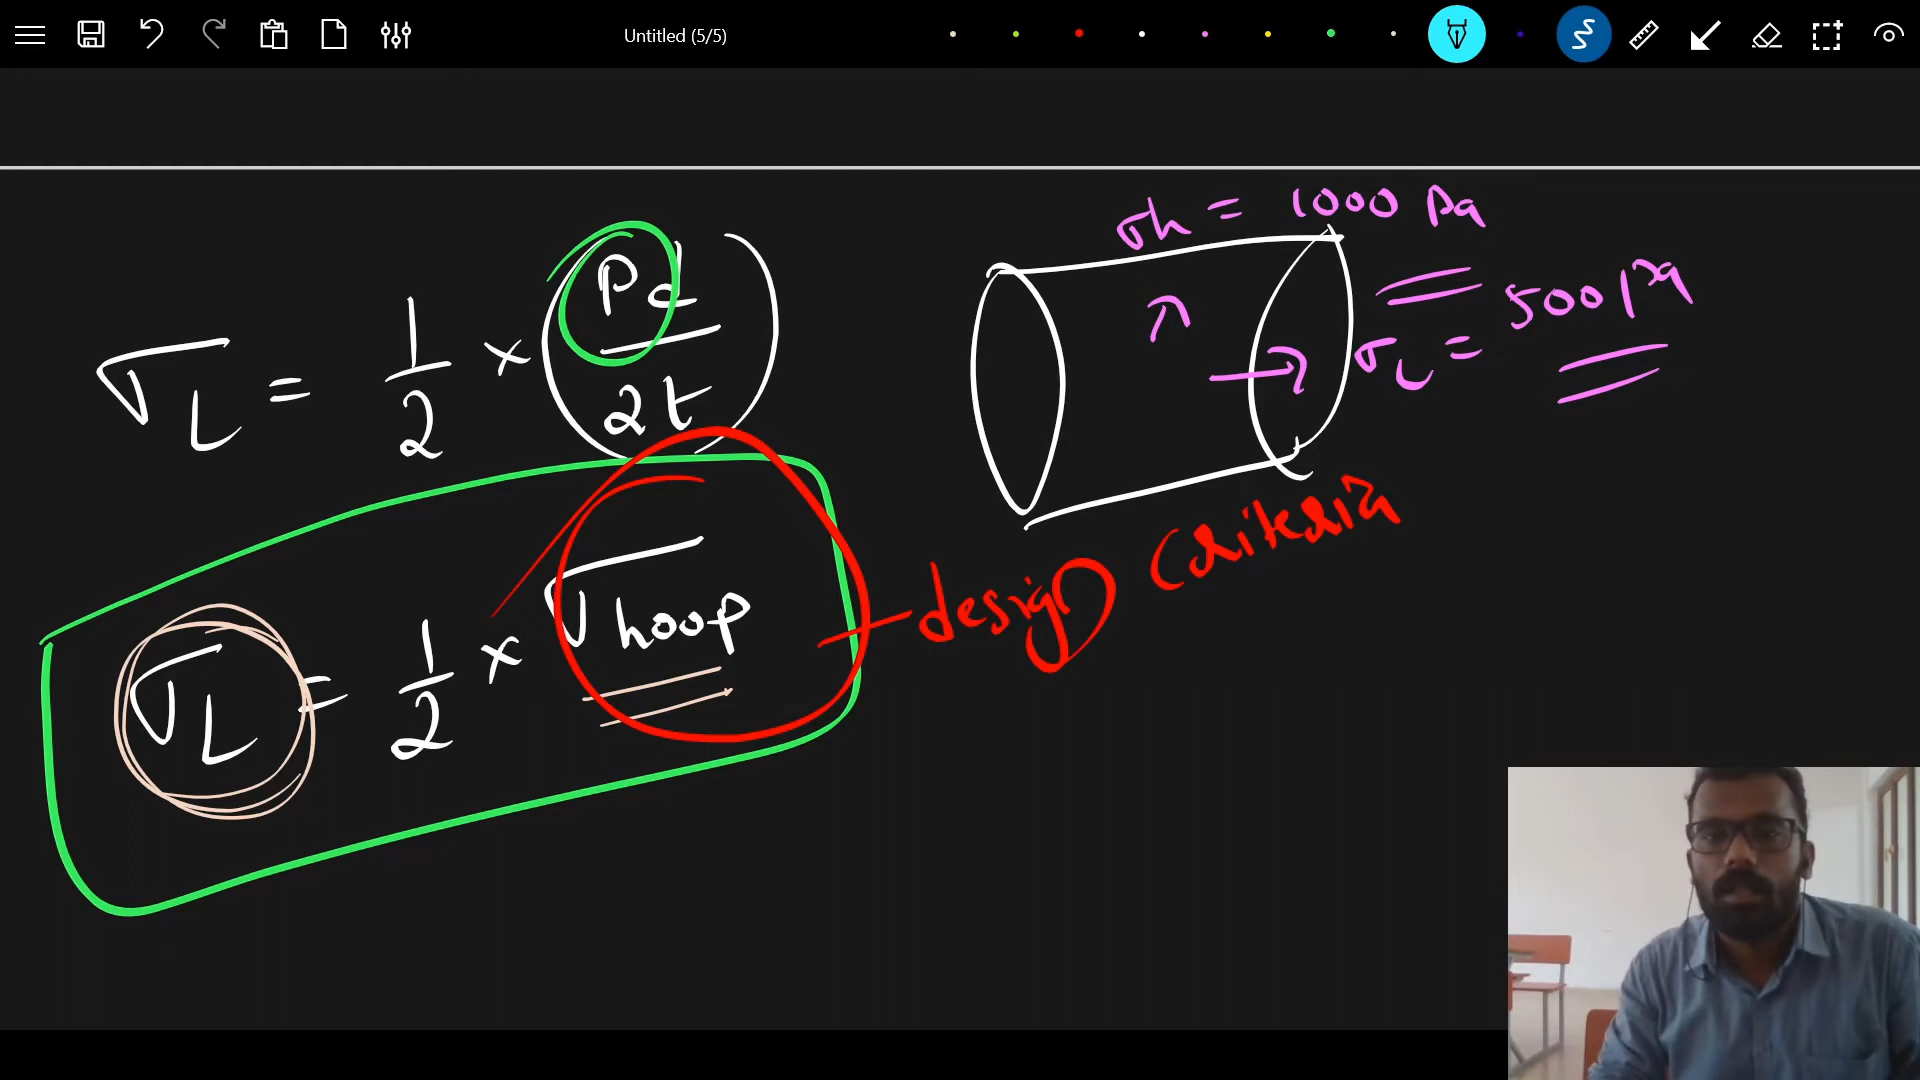 Untitled (5/5)
σh = 1000 Pa
σL = 1/2 × (Pd/2t)
σL = 500 Pa
σL = 1/2 × σhoop
design criteria